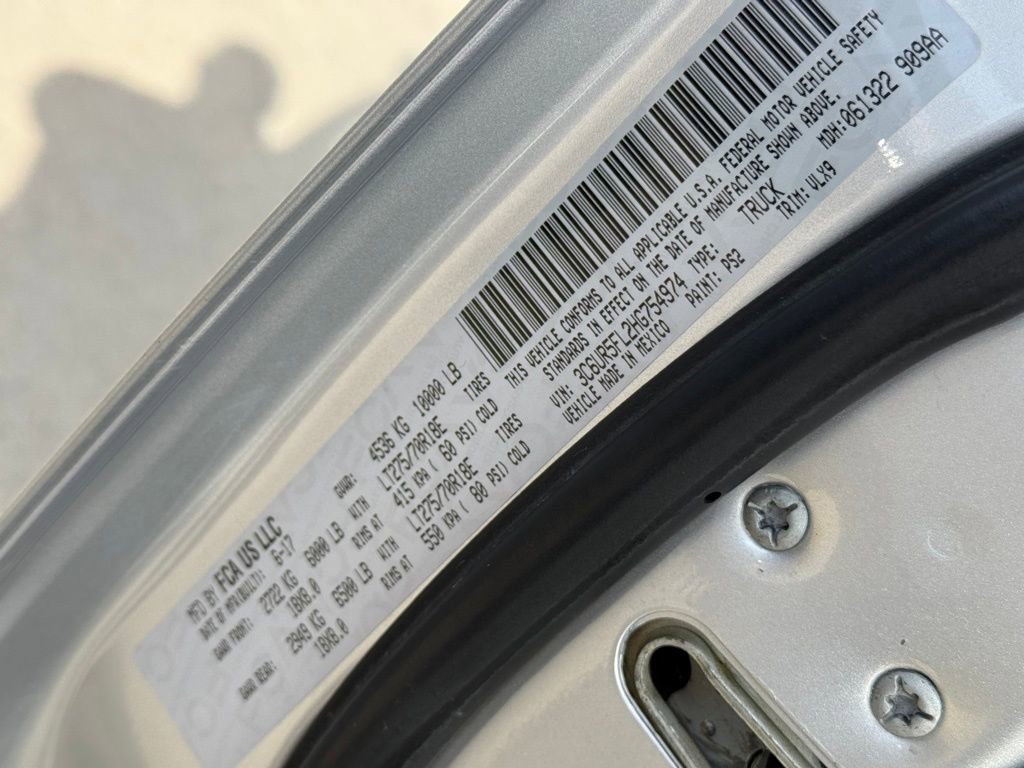 MFD BY FCA US LLC
DATE OF MFR(BUILT): 6-17 GVWR: 4536 KG 10000 LB
GAWR FRONT: 2722 KG 6000 LB WITH LT275/70R18E TIRES
18X8.0 RIMS AT 415 KPA ( 60 PSI) COLD
GAWR REAR: 2949 KG 6500 LB WITH LT275/70R18E TIRES
18X8.0 RIMS AT 550 KPA ( 80 PSI) COLD
THIS VEHICLE CONFORMS TO ALL APPLICABLE U.S.A. FEDERAL MOTOR VEHICLE SAFETY
STANDARDS IN EFFECT ON THE DATE OF MANUFACTURE SHOWN ABOVE.
VIN: 3C6UR5FL2HG754974 TYPE: TRUCK MDH:061322 909AA
VEHICLE MADE IN MEXICO PAINT: PS2 TRIM: VLX9